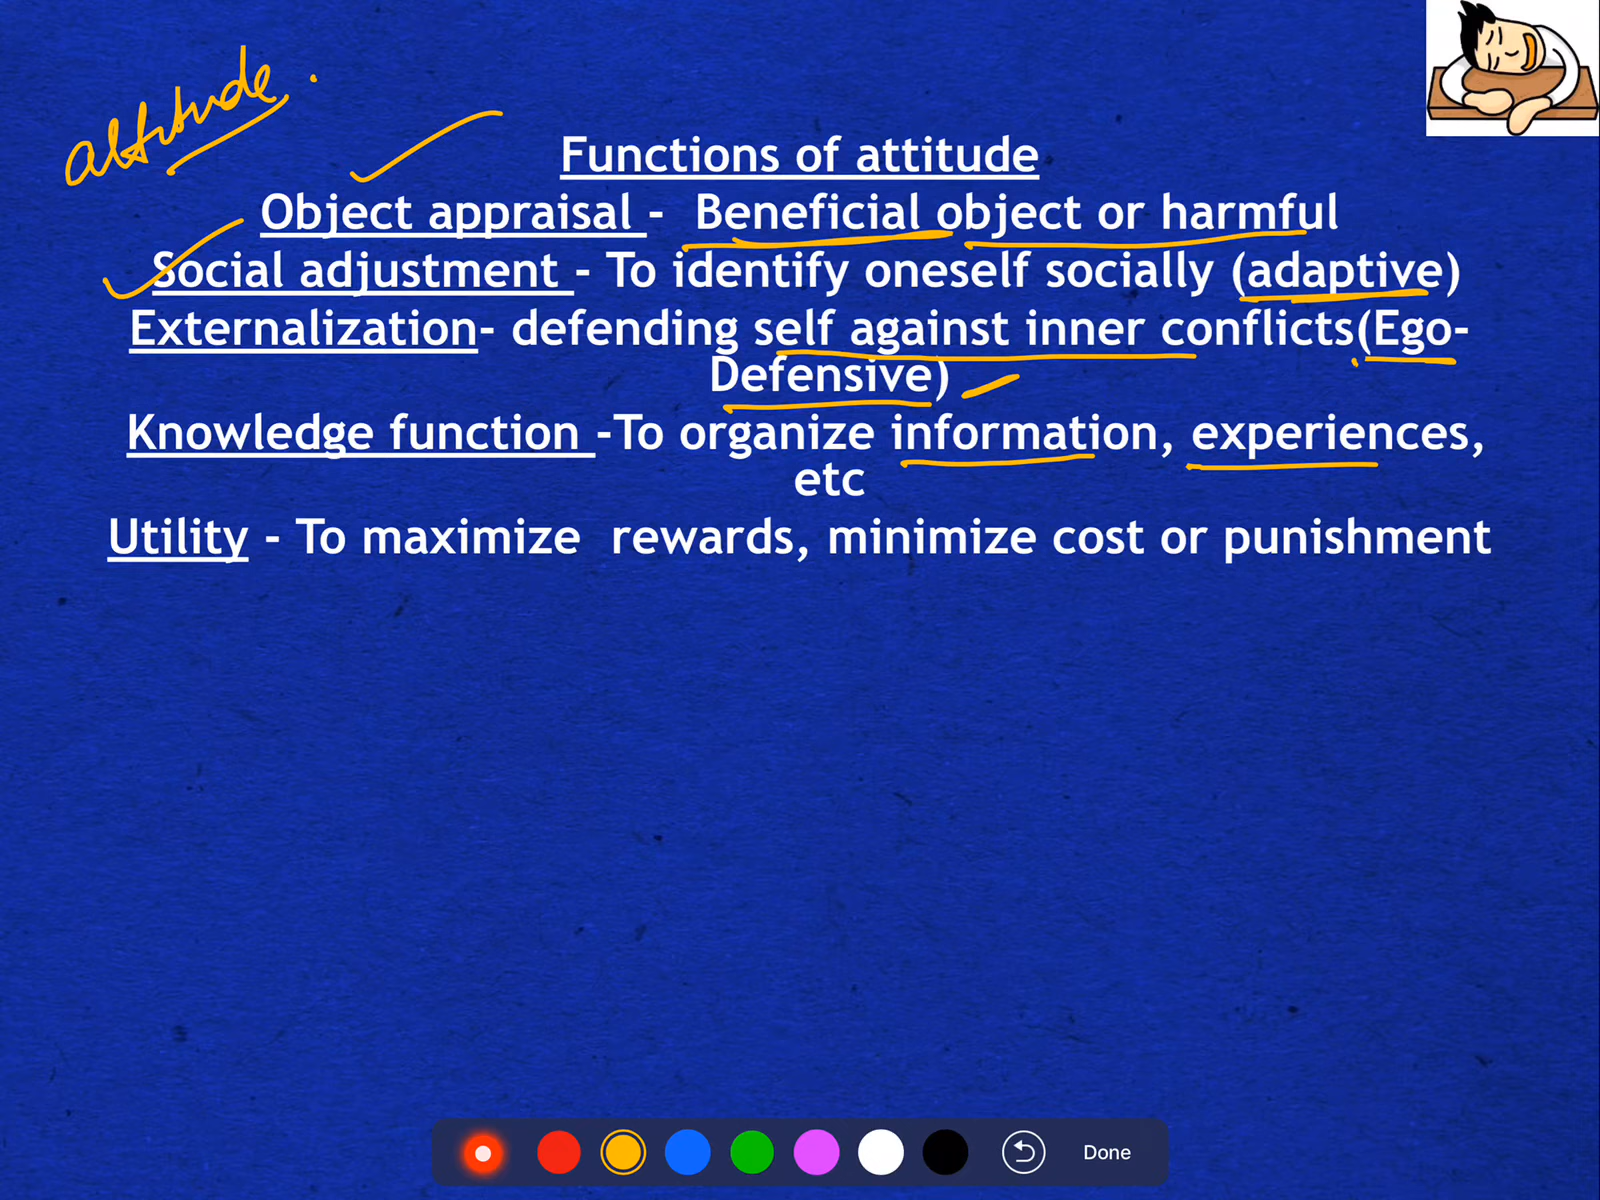 attitude.
Functions of attitude
Object appraisal - Beneficial object or harmful
Social adjustment - To identify oneself socially (adaptive)
Externalization- defending self against inner conflicts(Ego-
Defensive)
Knowledge function -To organize information, experiences,
etc
Utility - To maximize rewards, minimize cost or punishment
Done